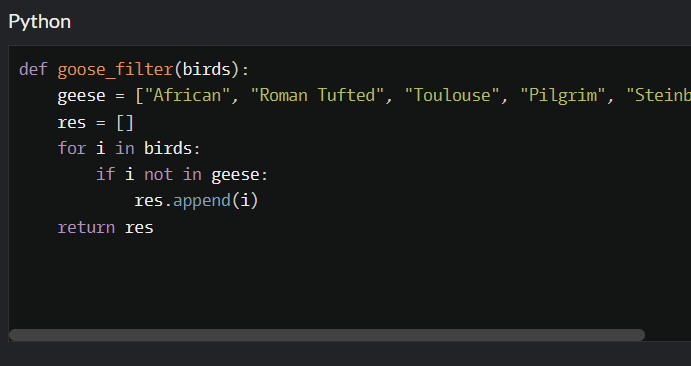 Python
def goose_filter(birds):
    geese = ["African", "Roman Tufted", "Toulouse", "Pilgrim", "Steinb
    res = []
    for i in birds:
        if i not in geese:
            res.append(i)
    return res